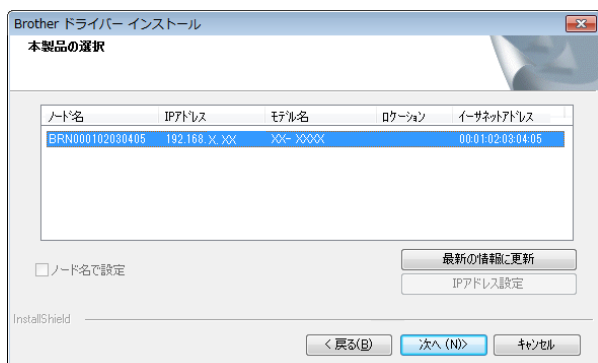 Brother ドライバー インストール
本製品の選択
ノード名 IPアドレス モデル名 ロケーション イーサネットアドレス
BRN000102030405 192.168.X.XX XX-XXXX 00:01:02:03:04:05
最新の情報に更新
ノード名で設定
IPアドレス設定
InstallShield
< 戻る(B) 次へ (N)> キャンセル